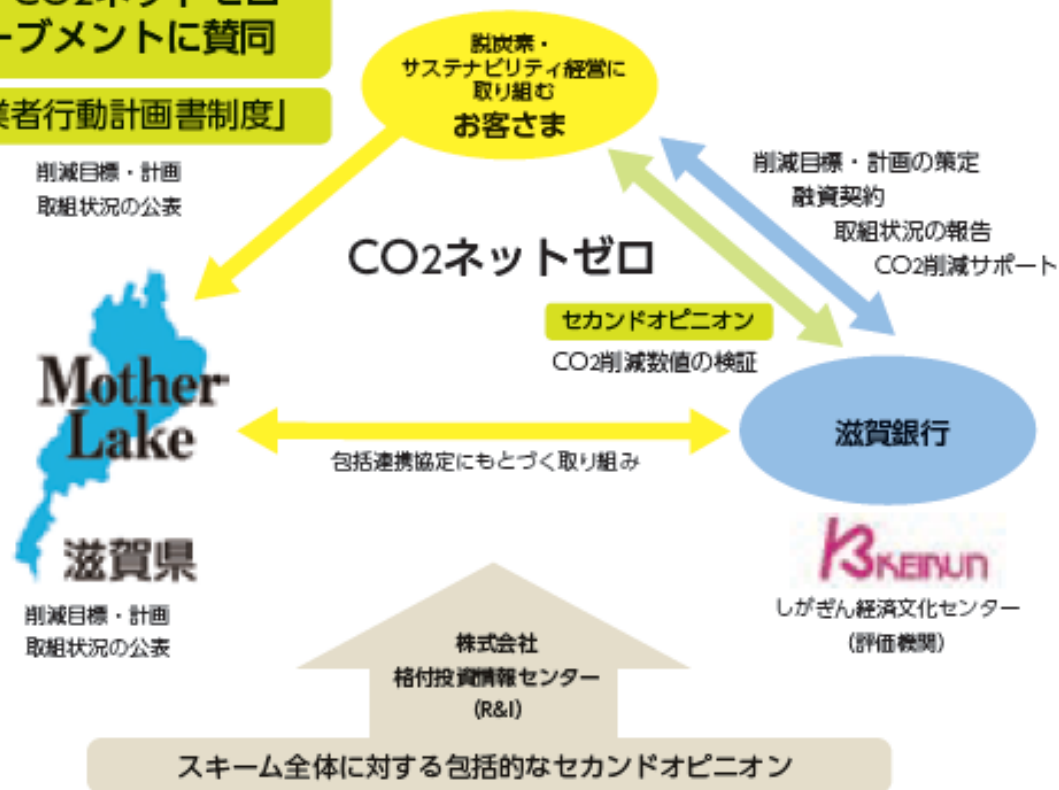 CO2ネットゼロ
ーブメントに賛同
業者行動計画書制度」
削減目標・計画
取組状況の公表
脱炭素・
サステナビリティ経営に
取り組む
お客さま
削減目標・計画の策定
融資契約
取組状況の報告
CO2削減サポート
CO2ネットゼロ
セカンドオピニオン
CO2削減数値の検証
Mother
Lake
滋賀県
削減目標・計画
取組状況の公表
包括連携協定にもとづく取り組み
滋賀銀行
KEIBUN
しがぎん経済文化センター
(評価機関)
株式会社
格付投資情報センター
(R&I)
スキーム全体に対する包括的なセカンドオピニオン